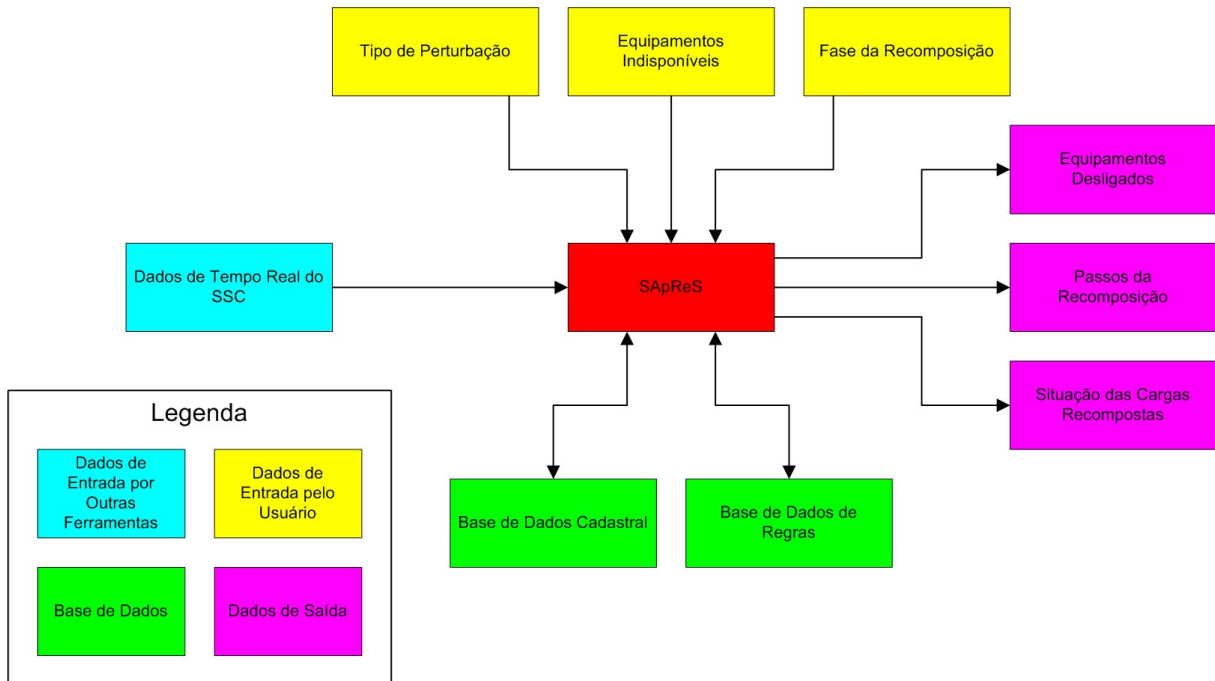 Tipo de Perturbação
Equipamentos
Indisponíveis
Fase da Recomposição
Equipamentos
Desligados
Dados de Tempo Real do
SSC
SApReS
Passos da
Recomposição
Situação das Cargas
Recompostas
Base de Dados Cadastral
Base de Dados de
Regras
Legenda
Dados de
Entrada por
Outras
Ferramentas
Dados de
Entrada pelo
Usuário
Base de Dados
Dados de Saída